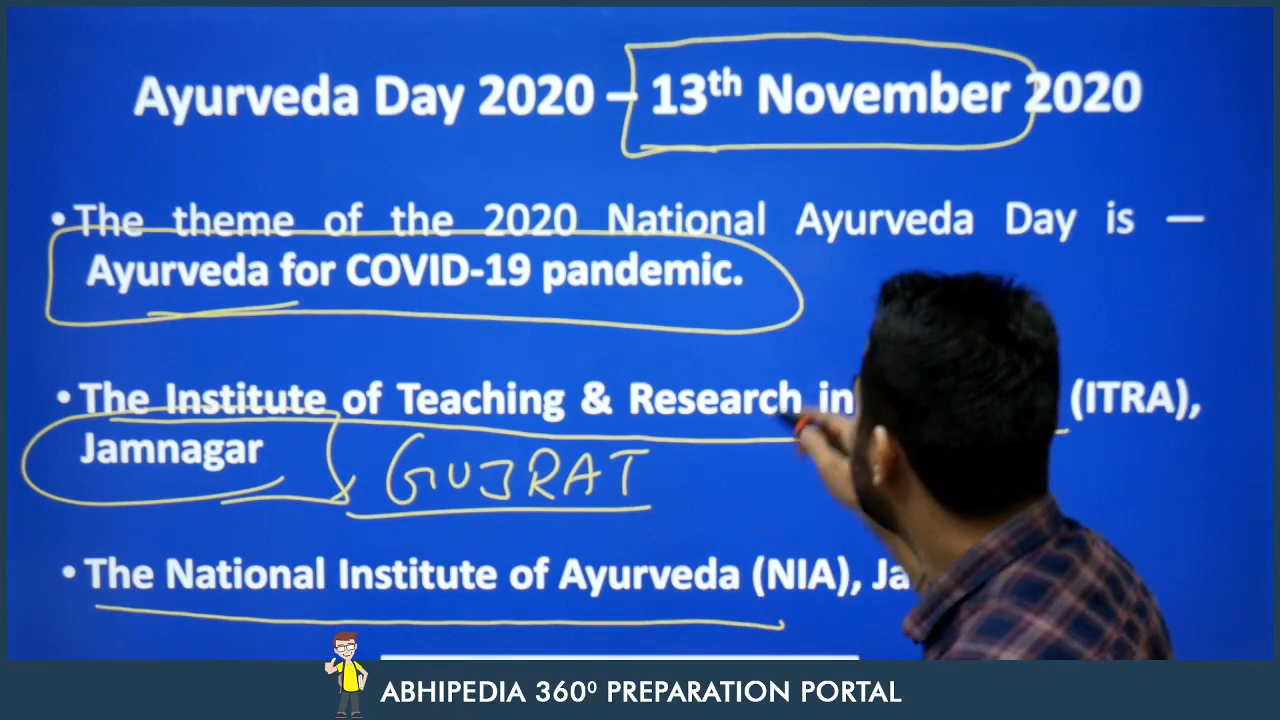 Ayurveda Day 2020 – 13th November 2020
• The theme of the 2020 National Ayurveda Day is —
Ayurveda for COVID-19 pandemic.
• The Institute of Teaching & Research in (ITRA),
Jamnagar GUJRAT
• The National Institute of Ayurveda (NIA), Ja
ABHIPEDIA 360⁰ PREPARATION PORTAL